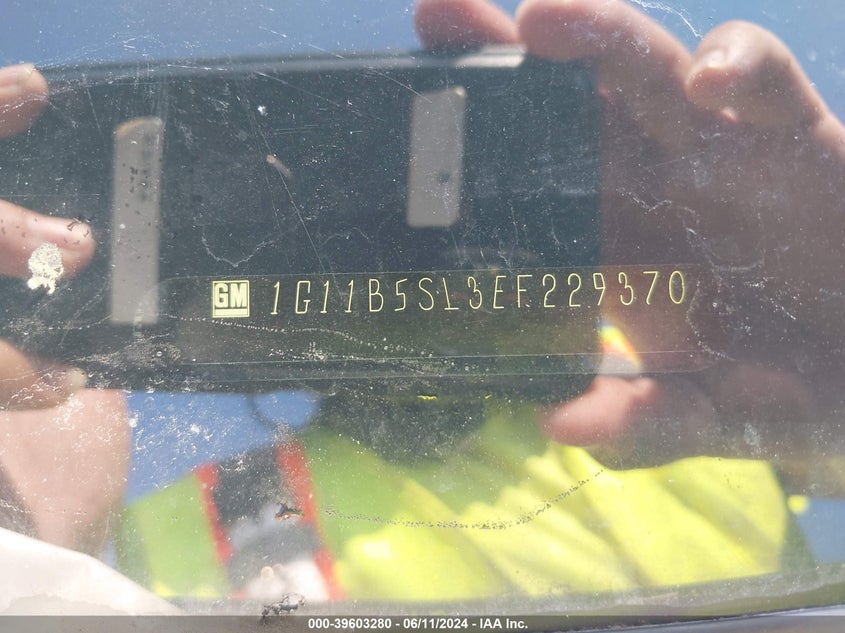 GM 1G11B5SL3EF229370
000-39603280 - 06/11/2024 - IAA Inc.